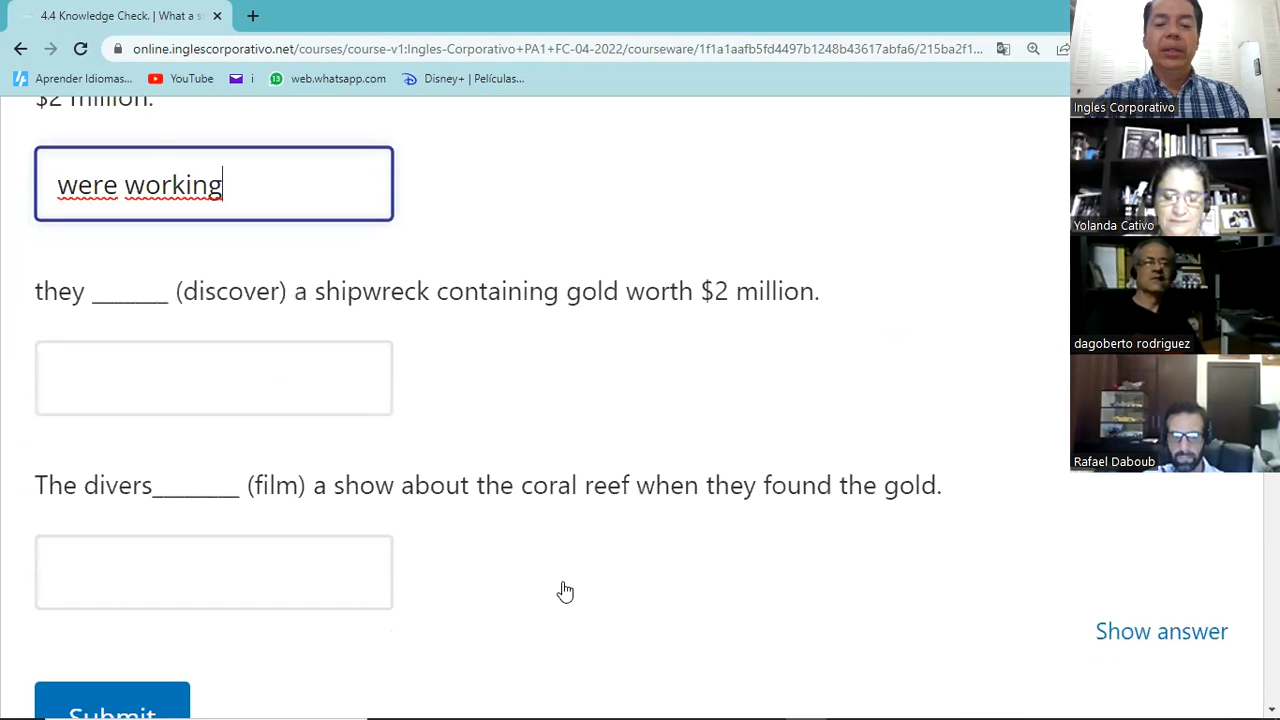 4.4 Knowledge Check. | What a s
online.inglescorporativo.net/courses/course-v1:Ingles-Corporativo+PA11-FC-04-2022/courseware/1f1a1aafb5fd4497b1248b43617abfa6/215ba2f1...
Aprender idiomas...
YouTube
i
web.whatsapp.com
Domains - Pelkum...
$2 million.
were working
they _______ (discover) a shipwreck containing gold worth $2 million.
The divers________ (film) a show about the coral reef when they found the gold.
Show answer
Submit
Ingles Corporativo
Yolanda Cativo
dagoberto rodriguez
Rafael Daboub